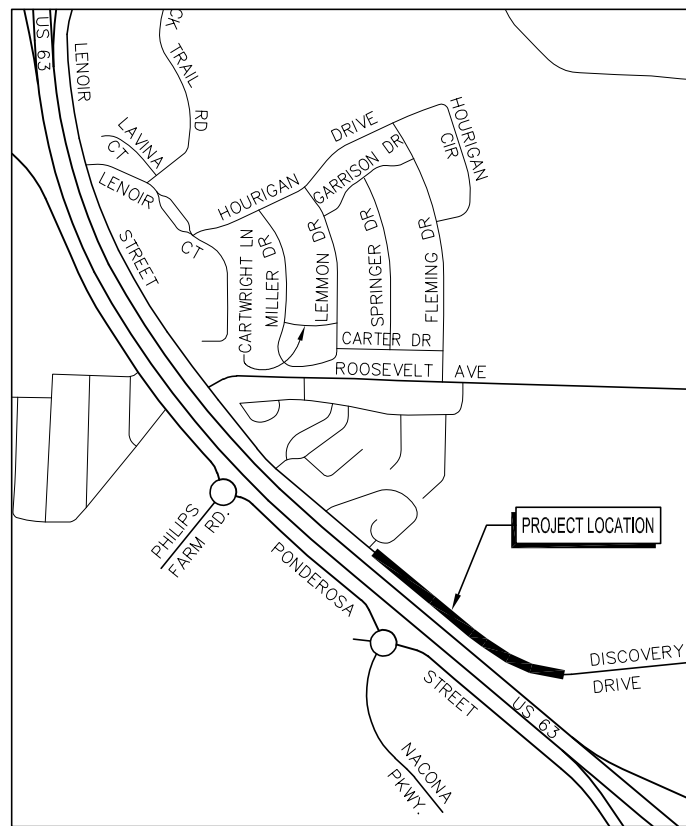 US 63
LENOIR
STREET
CK TRAIL
RD
LAVINA
CT
LENOIR
CT
HOURIGAN
DRIVE
HOURIGAN
CIR
GARRISON DR
CARTWRIGHT LN
MILLER DR
LEMMON DR
SPRINGER DR
FLEMING DR
CARTER DR
ROOSEVELT AVE
PHILIPS
FARM RD.
PONDEROSA
STREET
PROJECT LOCATION
DISCOVERY
DRIVE
US 63
NACONA
PKWY.